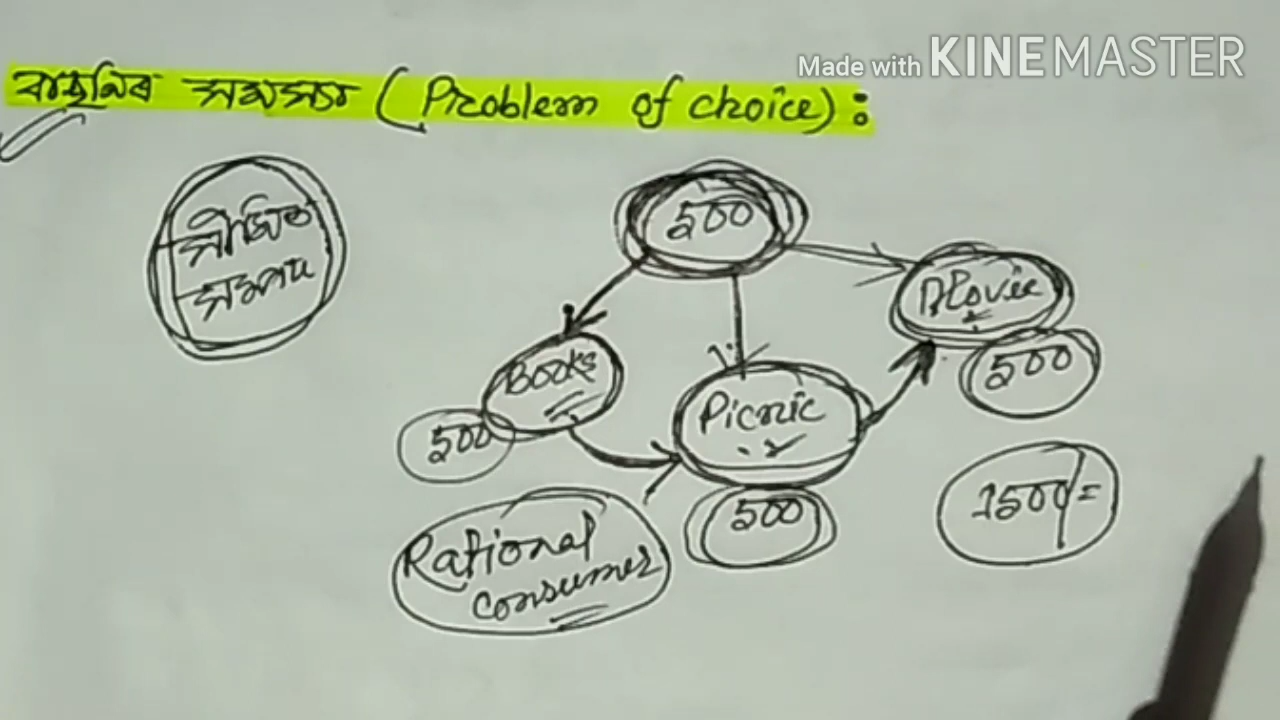 Made with KINEMASTER
বাছনিৰ সমস্যা (Problem of choice) :
সীমিত
সম্পদ
500
Movie
500
Books
500
Picnic
500
1500/=
Rational
consumer